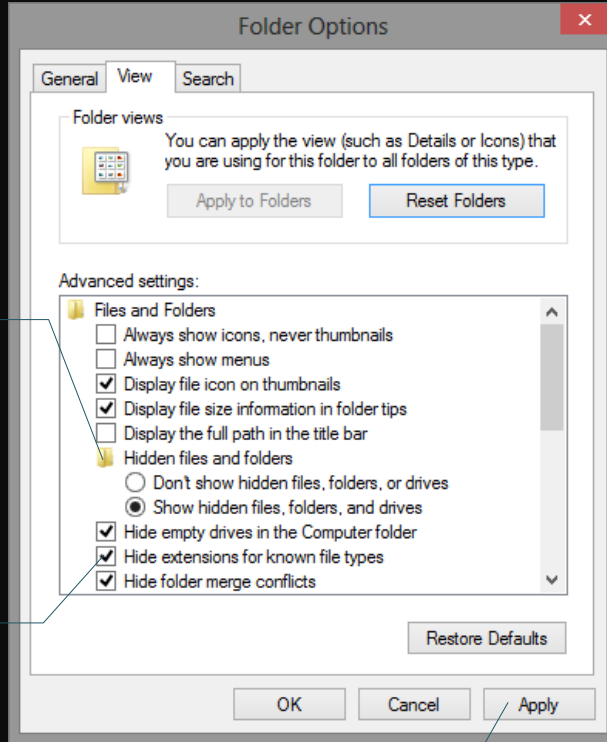 Folder Options
General
View
Search
Folder views
You can apply the view (such as Details or Icons) that
you are using for this folder to all folders of this type.
Apply to Folders
Reset Folders
Advanced settings:
Files and Folders
Always show icons, never thumbnails
Always show menus
Display file icon on thumbnails
Display file size information in folder tips
Display the full path in the title bar
Hidden files and folders
Don't show hidden files, folders, or drives
Show hidden files, folders, and drives
Hide empty drives in the Computer folder
Hide extensions for known file types
Hide folder merge conflicts
Restore Defaults
OK
Cancel
Apply